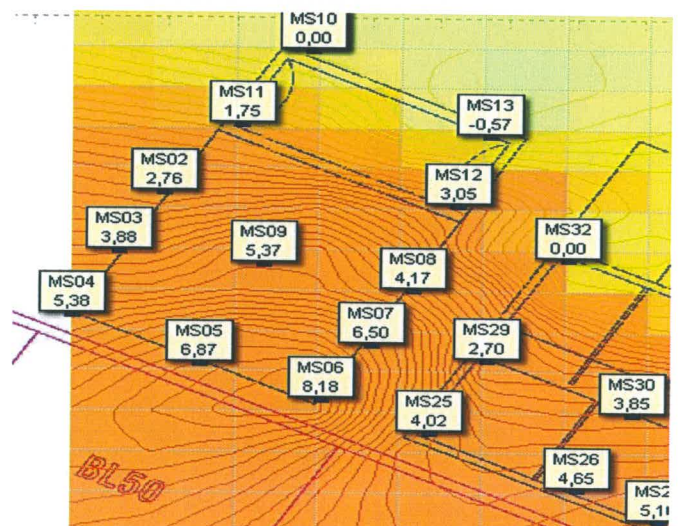 MS10
0,00
MS11
1,75
MS13
-0,57
MS02
2,76
MS12
3,05
MS03
3,88
MS09
5,37
MS32
0,00
MS08
4,17
MS04
5,38
MS05
6,87
MS07
6,50
MS29
2,70
MS06
8,18
MS30
3,85
MS25
4,02
MS26
4,65
BL50